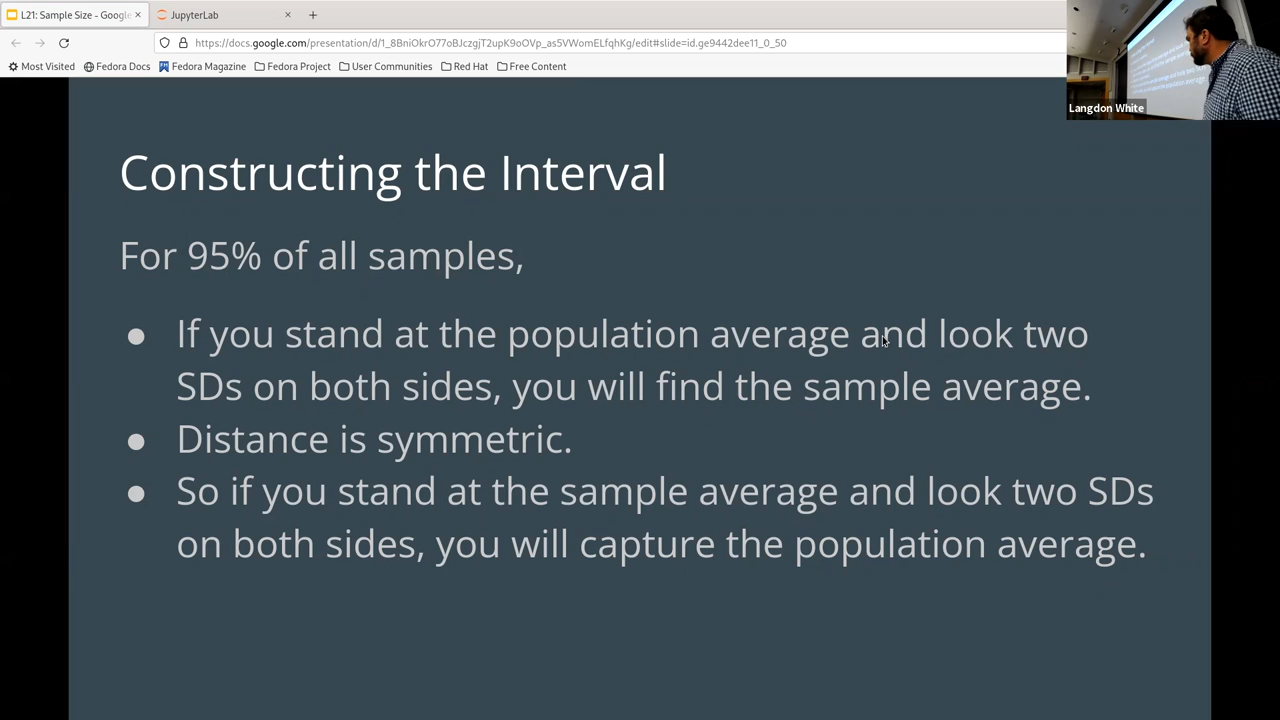 L21: Sample Size - Google
JupyterLab
https://docs.google.com/presentation/d/1_8BniOkrO77oBJczgjT2upK9oOVp_as5VWomELfqhKg/edit#slide=id.ge9442dee11_0_50
Most Visited Fedora Docs Fedora Magazine Fedora Project User Communities Red Hat Free Content
Langdon White
Constructing the Interval
For 95% of all samples,
● If you stand at the population average and look two
SDs on both sides, you will find the sample average.
● Distance is symmetric.
● So if you stand at the sample average and look two SDs
on both sides, you will capture the population average.